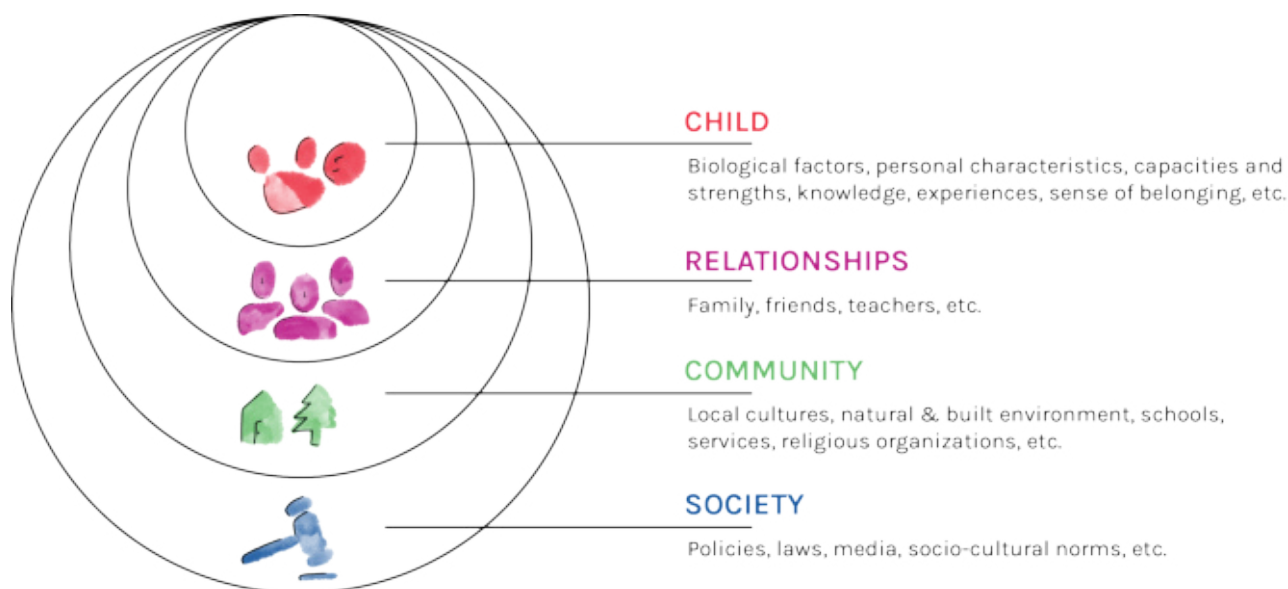 CHILD
Biological factors, personal characteristics, capacities and
strengths, knowledge, experiences, sense of belonging, etc.
RELATIONSHIPS
Family, friends, teachers, etc.
COMMUNITY
Local cultures, natural & built environment, schools,
services, religious organizations, etc.
SOCIETY
Policies, laws, media, socio-cultural norms, etc.